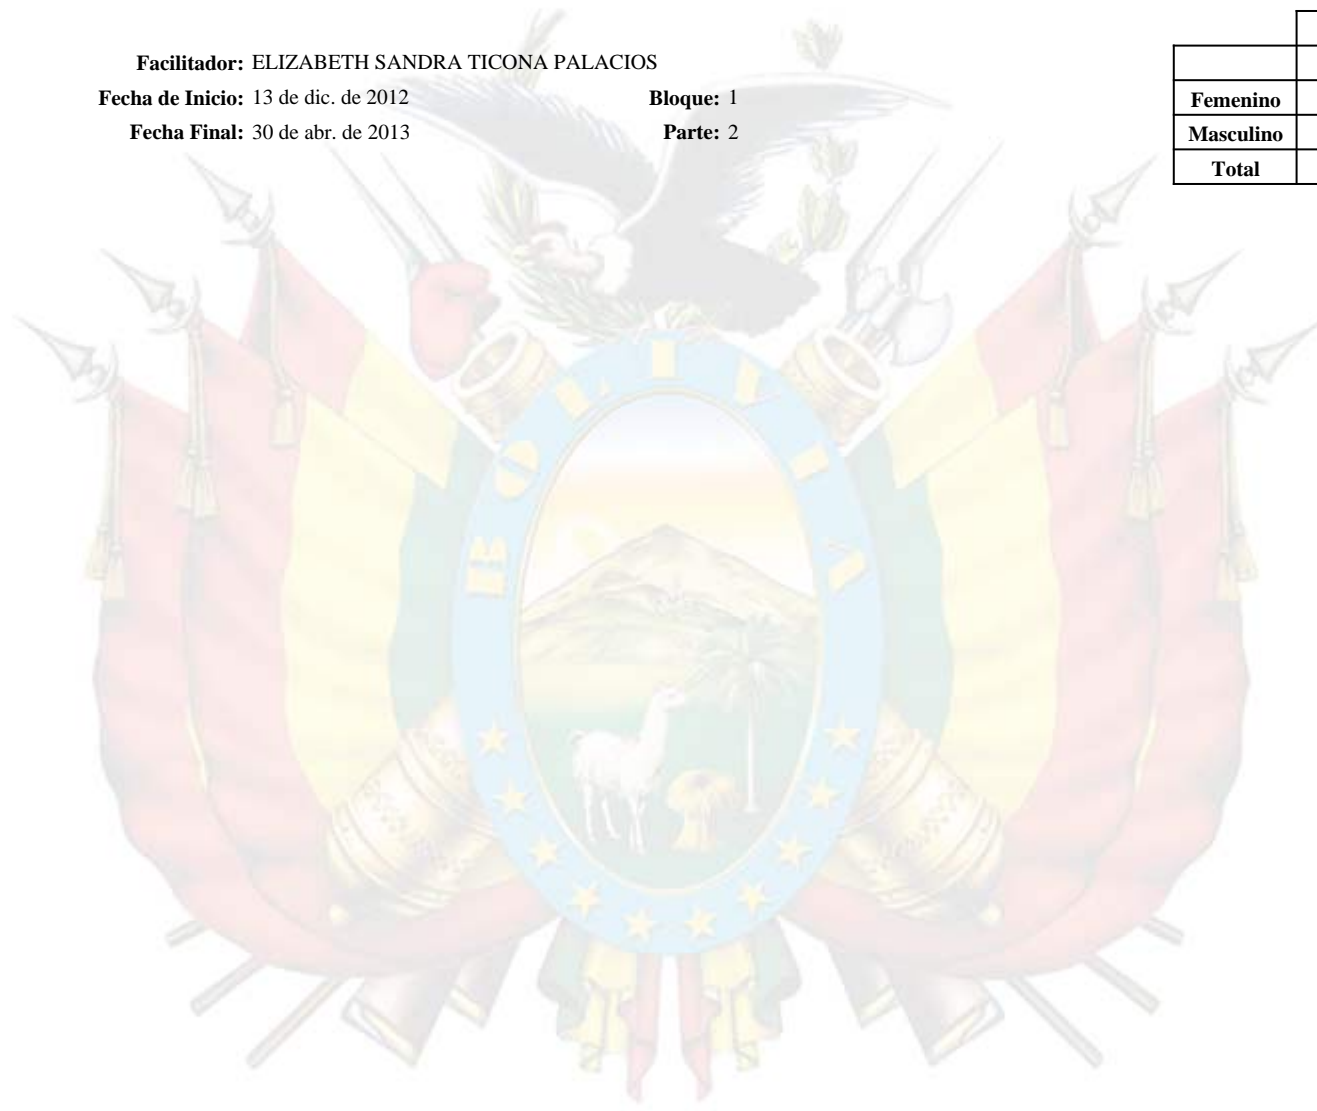 Facilitador: ELIZABETH SANDRA TICONA PALACIOS
Fecha de Inicio: 13 de dic. de 2012 Bloque: 1
Fecha Final: 30 de abr. de 2013 Parte: 2
Femenino
Masculino
Total
BOLIVIA